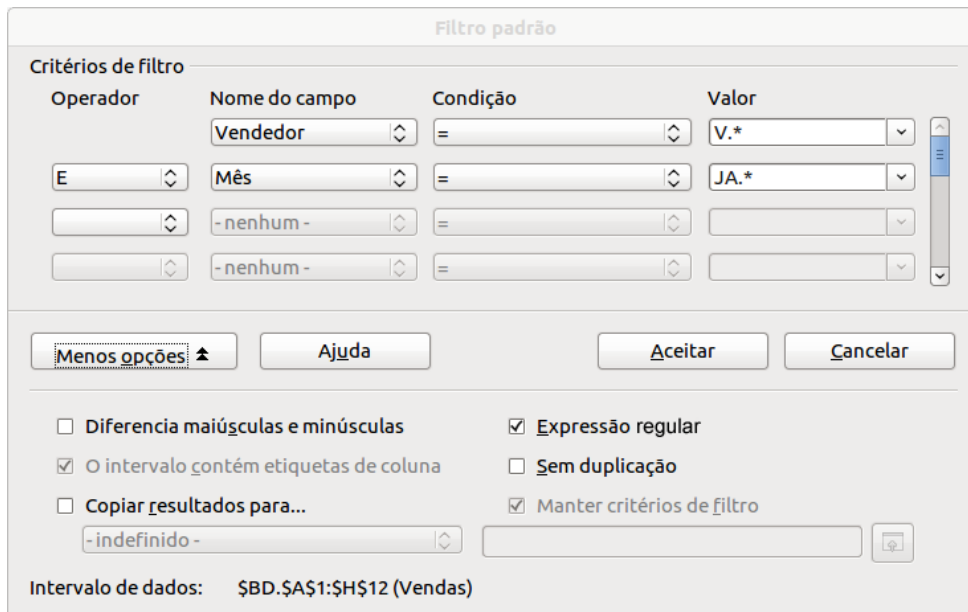 Filtro padrão
Critérios de filtro
Operador Nome do campo Condição Valor
Vendedor = V.*
E Mês = JA.*
- nenhum - =
- nenhum - =
Menos opções Ajuda Aceitar Cancelar
Diferencia maiúsculas e minúsculas Expressão regular
O intervalo contém etiquetas de coluna Sem duplicação
Copiar resultados para... Manter critérios de filtro
- indefinido -
Intervalo de dados: $BD.$A$1:$H$12 (Vendas)